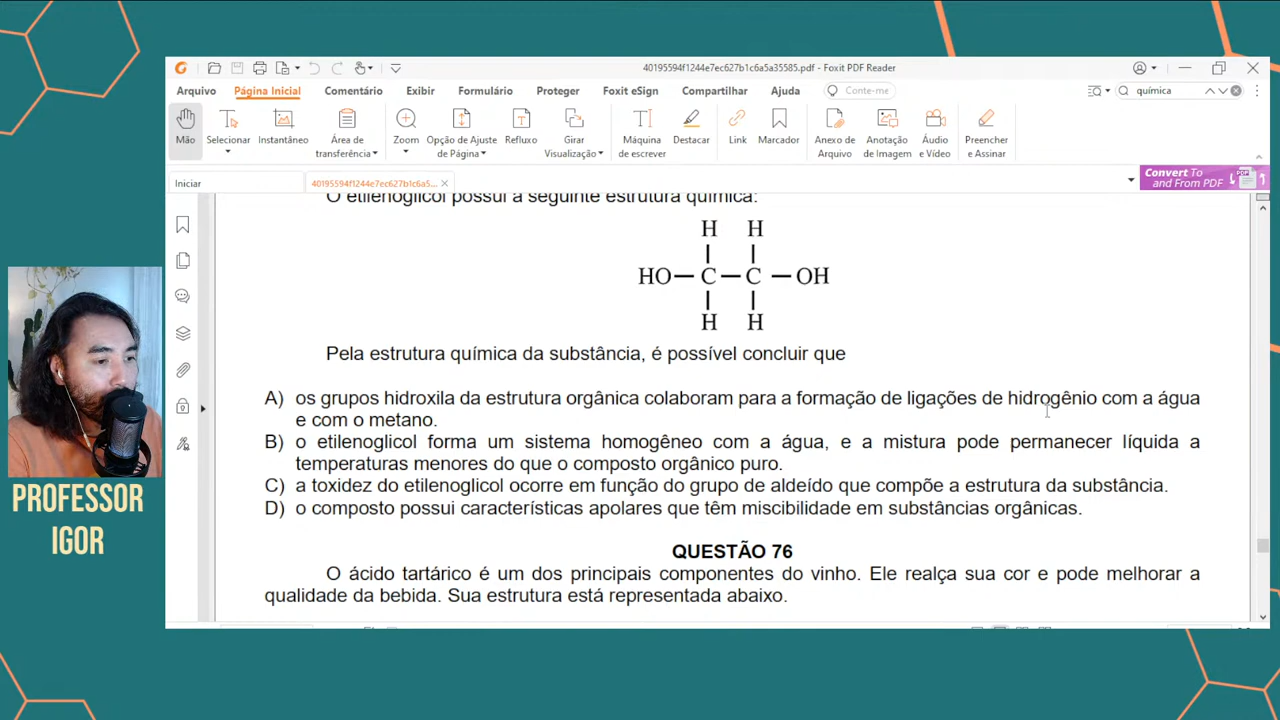 40195594f1244e7ec627b1c6a5a35585.pdf - Foxit PDF Reader
Arquivo Página Inicial Comentário Exibir Formulário Proteger Foxit eSign Compartilhar Ajuda Conte-me química
Mão Selecionar Instantâneo Área de transferência Zoom Opção de Ajuste de Página Refluxo Girar Visualização Máquina de escrever Destacar Link Marcador Anexo de Arquivo Anotação de Imagem Áudio e Vídeo Preencher e Assinar
Iniciar 40195594f1244e7ec627b1c6a5... Convert To and From PDF
O etilenoglicol possui a seguinte estrutura química:
H H
HO C C OH
H H
Pela estrutura química da substância, é possível concluir que
A) os grupos hidroxila da estrutura orgânica colaboram para a formação de ligações de hidrogênio com a água
e com o metano.
B) o etilenoglicol forma um sistema homogêneo com a água, e a mistura pode permanecer líquida a
temperaturas menores do que o composto orgânico puro.
C) a toxidez do etilenoglicol ocorre em função do grupo de aldeído que compõe a estrutura da substância.
D) o composto possui características apolares que têm miscibilidade em substâncias orgânicas.
QUESTÃO 76
O ácido tartárico é um dos principais componentes do vinho. Ele realça sua cor e pode melhorar a
qualidade da bebida. Sua estrutura está representada abaixo.
PROFESSOR
IGOR